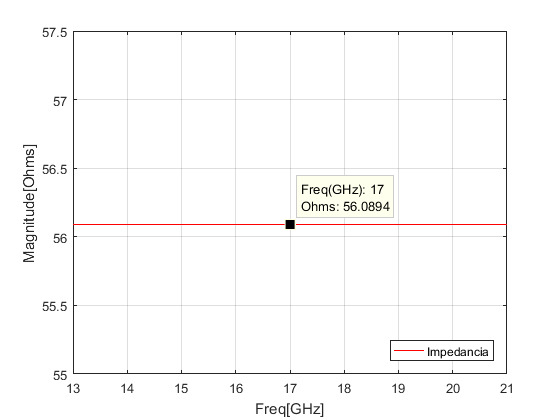 57.5
57
56.5
56
55.5
55
Magnitude[Ohms]
Freq(GHz): 17
Ohms: 56.0894
Impedancia
13 14 15 16 17 18 19 20 21
Freq[GHz]